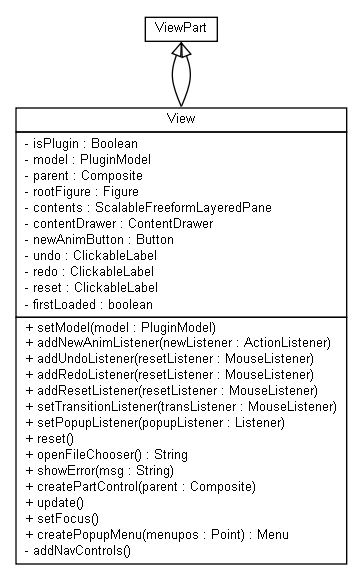 ViewPart
View
- isPlugin : Boolean
- model : PluginModel
- parent : Composite
- rootFigure : Figure
- contents : ScalableFreeformLayeredPane
- contentDrawer : ContentDrawer
- newAnimButton : Button
- undo : ClickableLabel
- redo : ClickableLabel
- reset : ClickableLabel
- firstLoaded : boolean
+ setModel(model : PluginModel)
+ addNewAnimListener(newListener : ActionListener)
+ addUndoListener(resetListener : MouseListener)
+ addRedoListener(resetListener : MouseListener)
+ addResetListener(resetListener : MouseListener)
+ setTransitionListener(transListener : MouseListener)
+ setPopupListener(popupListener : Listener)
+ reset()
+ openFileChooser() : String
+ showError(msg : String)
+ createPartControl(parent : Composite)
+ update()
+ setFocus()
+ createPopupMenu(menupos : Point) : Menu
- addNavControls()